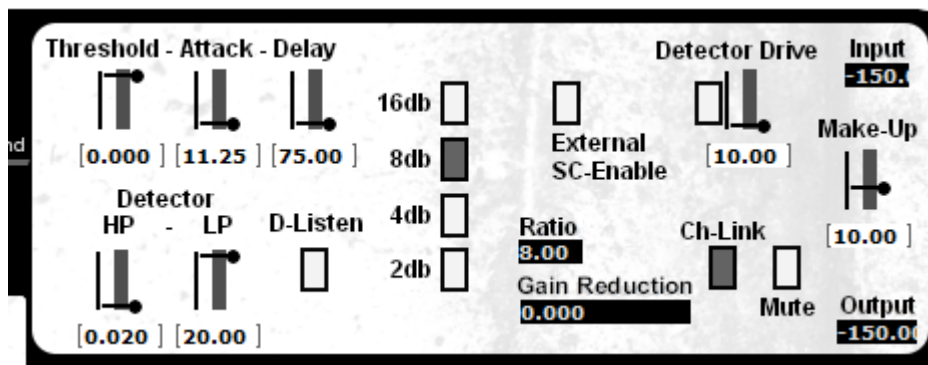 Threshold - Attack - Delay
[0.000 ] [11.25 ] [75.00 ]
Detector
HP - LP
[0.020 ] [20.00 ]
D-Listen
16db
8db
4db
2db
External
SC-Enable
Detector Drive
[10.00 ]
Ratio
8.00
Gain Reduction
0.000
Ch-Link
Mute
Input
-150.0
Make-Up
[10.00 ]
Output
-150.00
nd